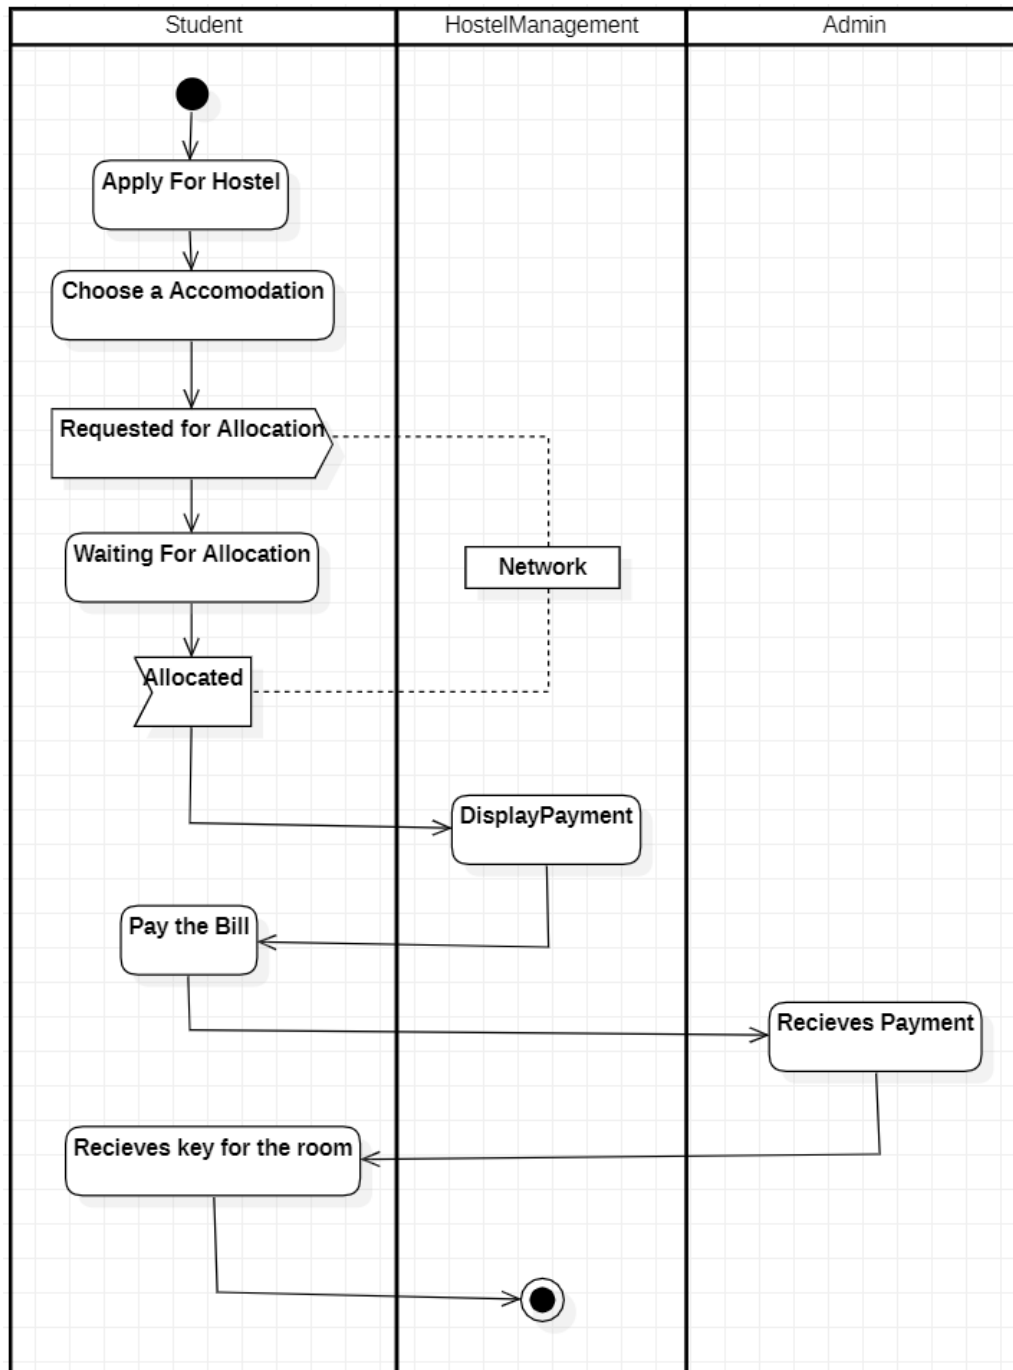 Student
HostelManagement
Admin
Apply For Hostel
Choose a Accomodation
Requested for Allocation
Waiting For Allocation
Network
Allocated
DisplayPayment
Pay the Bill
Recieves Payment
Recieves key for the room